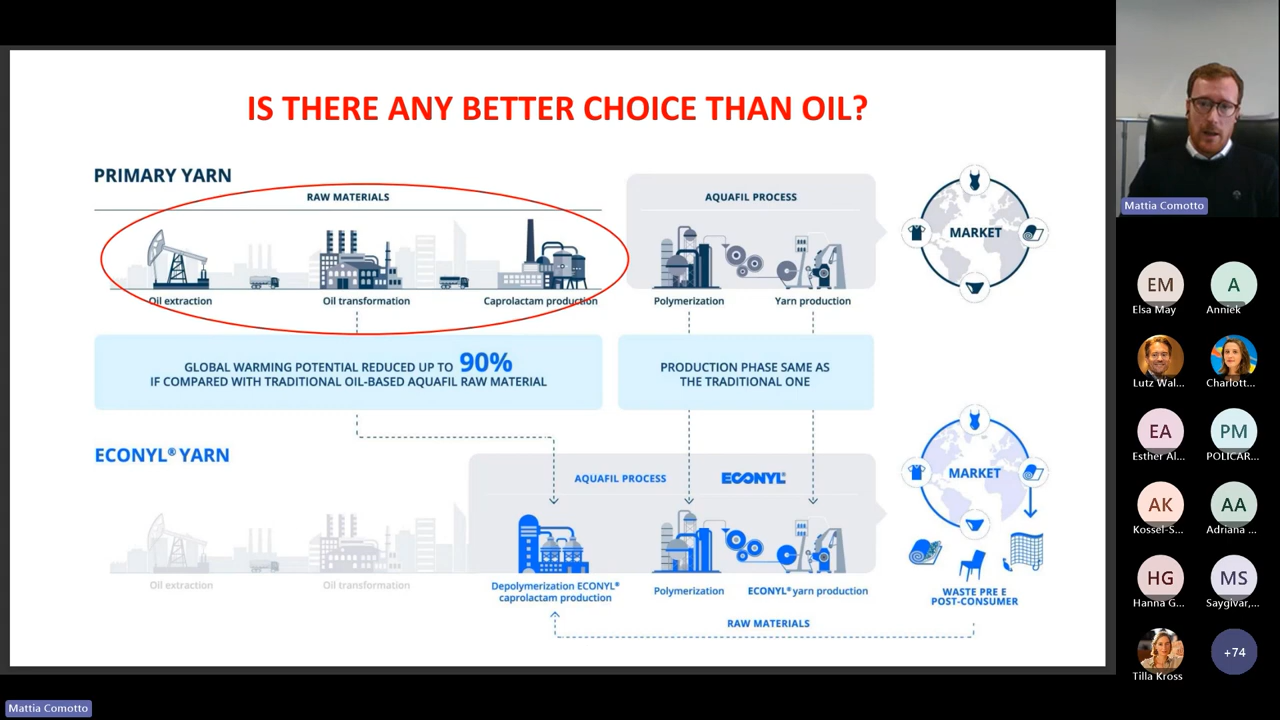 IS THERE ANY BETTER CHOICE THAN OIL?
PRIMARY YARN
RAW MATERIALS
Oil extraction
Oil transformation
Caprolactam production
AQUAFIL PROCESS
Polymerization
Yarn production
MARKET
GLOBAL WARMING POTENTIAL REDUCED UP TO 90%
IF COMPARED WITH TRADITIONAL OIL-BASED AQUAFIL RAW MATERIAL
PRODUCTION PHASE SAME AS
THE TRADITIONAL ONE
ECONYL® YARN
Oil extraction
Oil transformation
AQUAFIL PROCESS
ECONYL®
Depolymerization ECONYL®
caprolactam production
Polymerization
ECONYL® yarn production
MARKET
WASTE PRE E
POST-CONSUMER
RAW MATERIALS
Mattia Comotto
EM
Elsa May
A
Anniek
Lutz Wal...
Charlott...
EA
Esther Al...
PM
POLICAR...
AK
Kossel-S...
AA
Adriana ...
HG
Hanna G...
MS
Saygivar,...
Tilla Kross
+74
Mattia Comotto